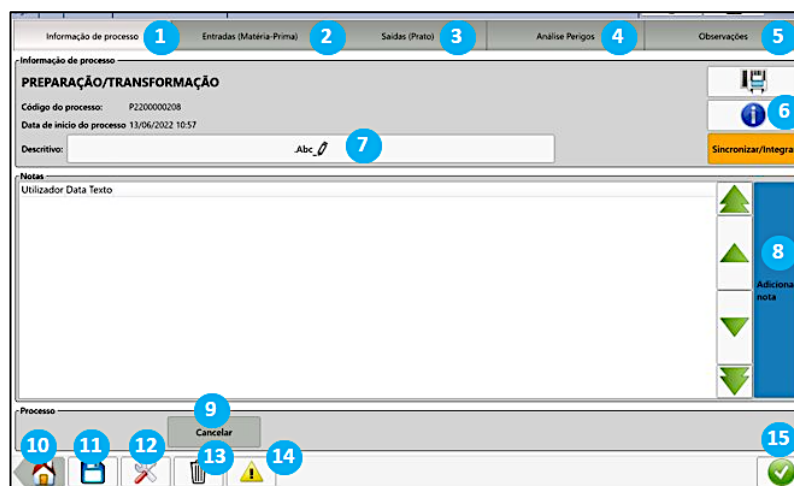 Informação de processo 1
Entradas (Matéria-Prima) 2
Saídas (Prato) 3
Análise Perigos 4
Observações 5
Informação de processo
PREPARAÇÃO/TRANSFORMAÇÃO
Código do processo: P2200000208
Data de início do processo 13/06/2022 10:57
6
Descritivo: .Abc_ 7
Sincronizar/Integra
Notas
Utilizador Data Texto
8
Adiciona
nota
Processo
9
Cancelar
10 11 12 13 14 15